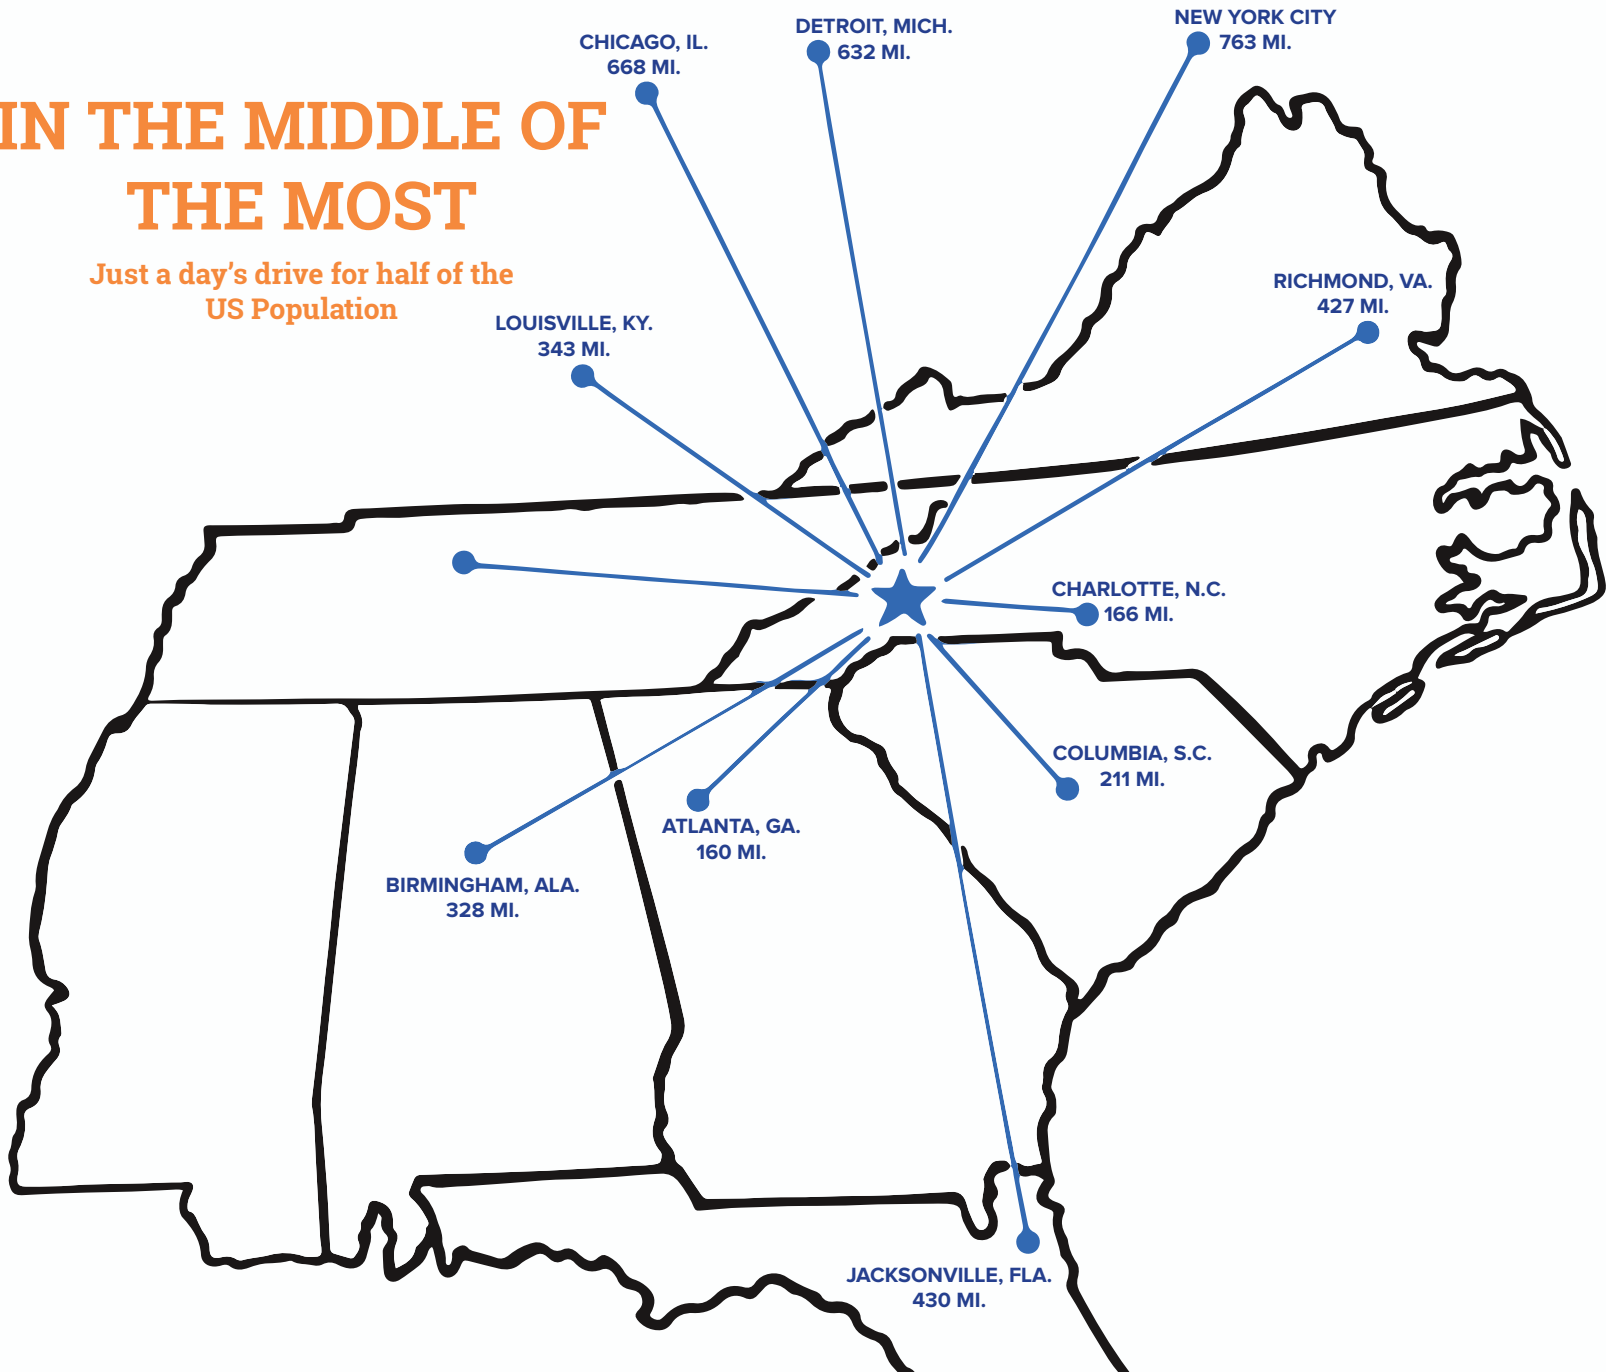 NEW YORK CITY
763 MI.
DETROIT, MICH.
632 MI.
CHICAGO, IL.
668 MI.
IN THE MIDDLE OF
THE MOST
Just a day's drive for half of the
US Population
RICHMOND, VA.
427 MI.
LOUISVILLE, KY.
343 MI.
CHARLOTTE, N.C.
166 MI.
COLUMBIA, S.C.
211 MI.
ATLANTA, GA.
160 MI.
BIRMINGHAM, ALA.
328 MI.
JACKSONVILLE, FLA.
430 MI.